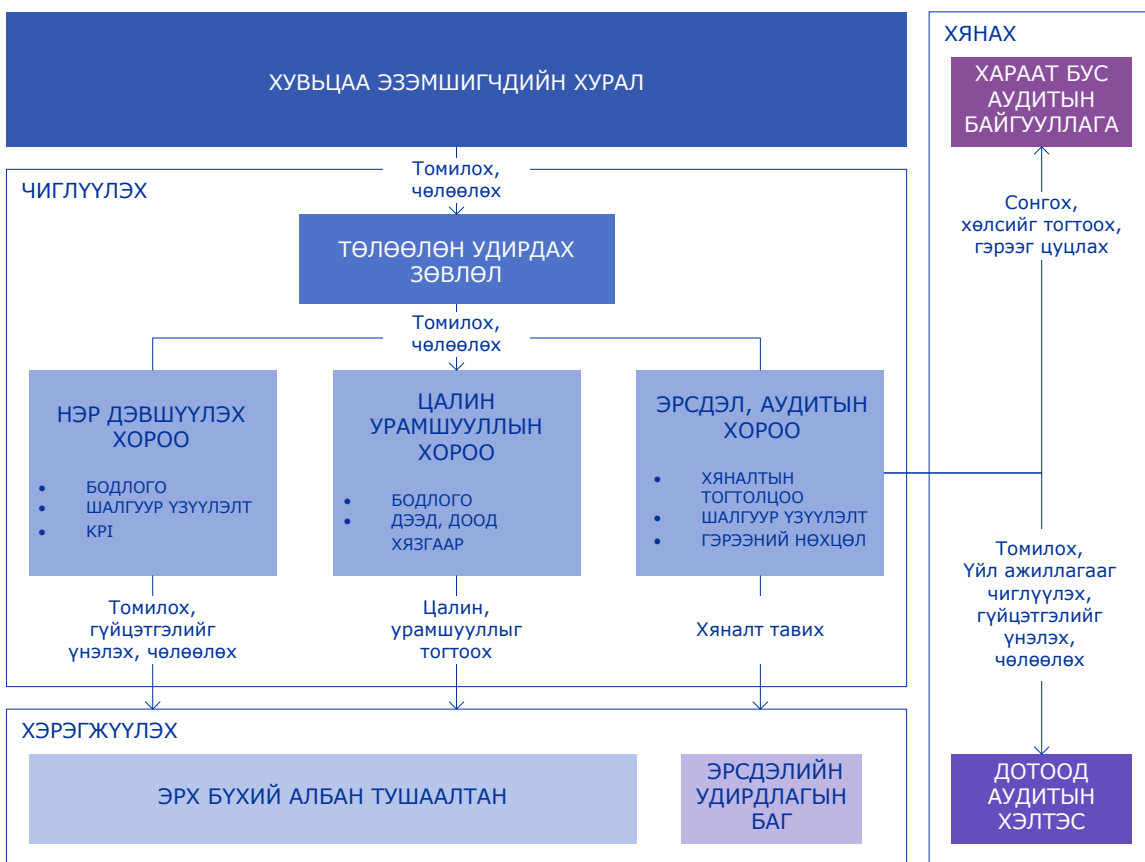 ХУВЬЦАА ЭЗЭМШИГЧДИЙН ХУРАЛ
Томилох,
чөлөөлөх
ЧИГЛҮҮЛЭХ
ТӨЛӨӨЛӨН УДИРДАХ
ЗӨВЛӨЛ
Томилох,
чөлөөлөх
НЭР ДЭВШҮҮЛЭХ
ХОРОО
• БОДЛОГО
• ШАЛГУУР ҮЗҮҮЛЭЛТ
• KPI
ЦАЛИН
УРАМШУУЛЛЫН
ХОРОО
• БОДЛОГО
• ДЭЭД, ДООД
ХЯЗГААР
ЭРСДЭЛ, АУДИТЫН
ХОРОО
• ХЯНАЛТЫН
ТОГТОЛЦОО
• ШАЛГУУР ҮЗҮҮЛЭЛТ
• ГЭРЭЭНИЙ НӨХЦӨЛ
Томилох,
гүйцэтгэлийг
үнэлэх, чөлөөлөх
Цалин,
урамшууллыг
тогтоох
Хяналт тавих
ХЭРЭГЖҮҮЛЭХ
ЭРХ БҮХИЙ АЛБАН ТУШААЛТАН
ЭРСДЭЛИЙН
УДИРДЛАГЫН
БАГ
ХЯНАХ
ХАРААТ БУС
АУДИТЫН
БАЙГУУЛЛАГА
Сонгох,
хөлсийг тогтоох,
гэрээг цуцлах
Томилох,
Үйл ажиллагааг
чиглүүлэх,
гүйцэтгэлийг
үнэлэх,
чөлөөлөх
ДОТООД
АУДИТЫН
ХЭЛТЭС